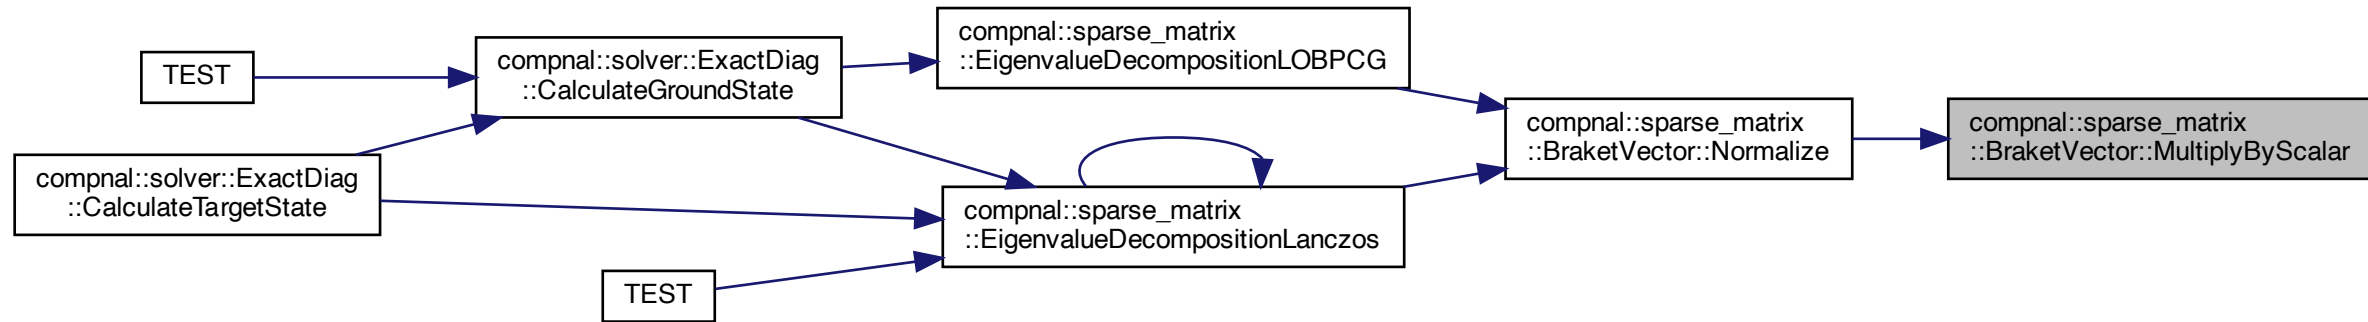 TEST
compnal::solver::ExactDiag
::CalculateGroundState
compnal::sparse_matrix
::EigenvalueDecompositionLOBPCG
compnal::sparse_matrix
::BraketVector::Normalize
compnal::sparse_matrix
::BraketVector::MultiplyByScalar
compnal::solver::ExactDiag
::CalculateTargetState
compnal::sparse_matrix
::EigenvalueDecompositionLanczos
TEST